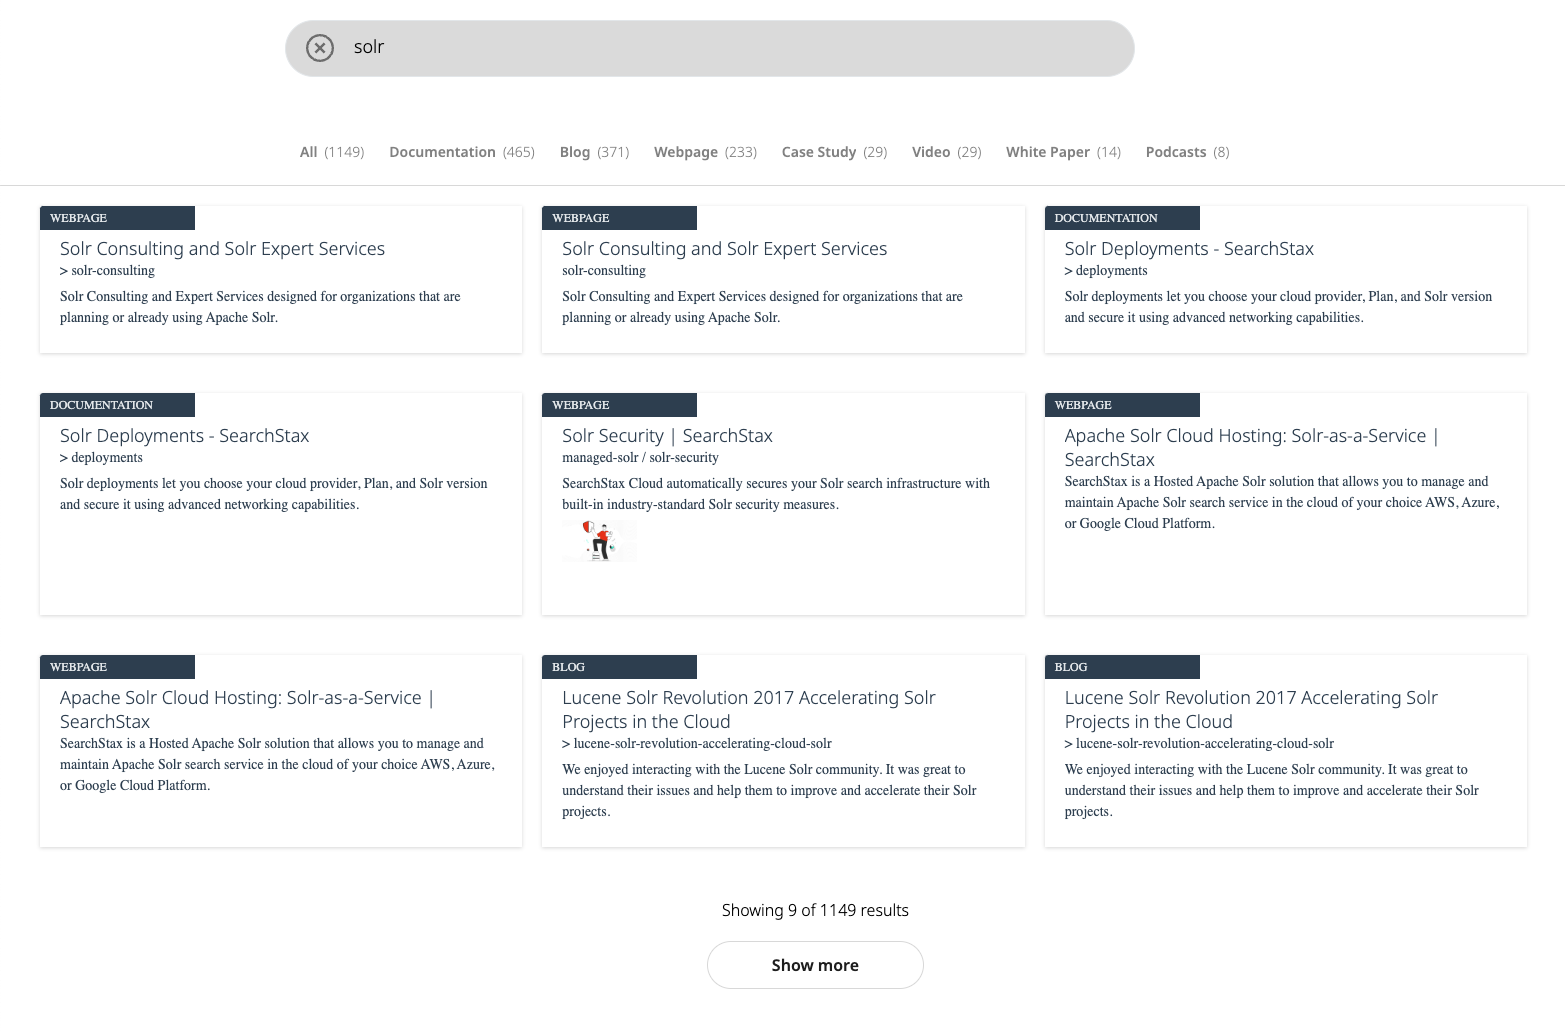 solr
All (1149) Documentation (465) Blog (371) Webpage (233) Case Study (29) Video (29) White Paper (14) Podcasts (8)
WEBPAGE
Solr Consulting and Solr Expert Services
> solr-consulting
Solr Consulting and Expert Services designed for organizations that are
planning or already using Apache Solr.
WEBPAGE
Solr Consulting and Solr Expert Services
solr-consulting
Solr Consulting and Expert Services designed for organizations that are
planning or already using Apache Solr.
DOCUMENTATION
Solr Deployments - SearchStax
> deployments
Solr deployments let you choose your cloud provider, Plan, and Solr version
and secure it using advanced networking capabilities.
DOCUMENTATION
Solr Deployments - SearchStax
> deployments
Solr deployments let you choose your cloud provider, Plan, and Solr version
and secure it using advanced networking capabilities.
WEBPAGE
Solr Security | SearchStax
managed-solr / solr-security
SearchStax Cloud automatically secures your Solr search infrastructure with
built-in industry-standard Solr security measures.
WEBPAGE
Apache Solr Cloud Hosting: Solr-as-a-Service |
SearchStax
SearchStax is a Hosted Apache Solr solution that allows you to manage and
maintain Apache Solr search service in the cloud of your choice AWS, Azure,
or Google Cloud Platform.
WEBPAGE
Apache Solr Cloud Hosting: Solr-as-a-Service |
SearchStax
SearchStax is a Hosted Apache Solr solution that allows you to manage and
maintain Apache Solr search service in the cloud of your choice AWS, Azure,
or Google Cloud Platform.
BLOG
Lucene Solr Revolution 2017 Accelerating Solr
Projects in the Cloud
> lucene-solr-revolution-accelerating-cloud-solr
We enjoyed interacting with the Lucene Solr community. It was great to
understand their issues and help them to improve and accelerate their Solr
projects.
BLOG
Lucene Solr Revolution 2017 Accelerating Solr
Projects in the Cloud
> lucene-solr-revolution-accelerating-cloud-solr
We enjoyed interacting with the Lucene Solr community. It was great to
understand their issues and help them to improve and accelerate their Solr
projects.
Showing 9 of 1149 results
Show more